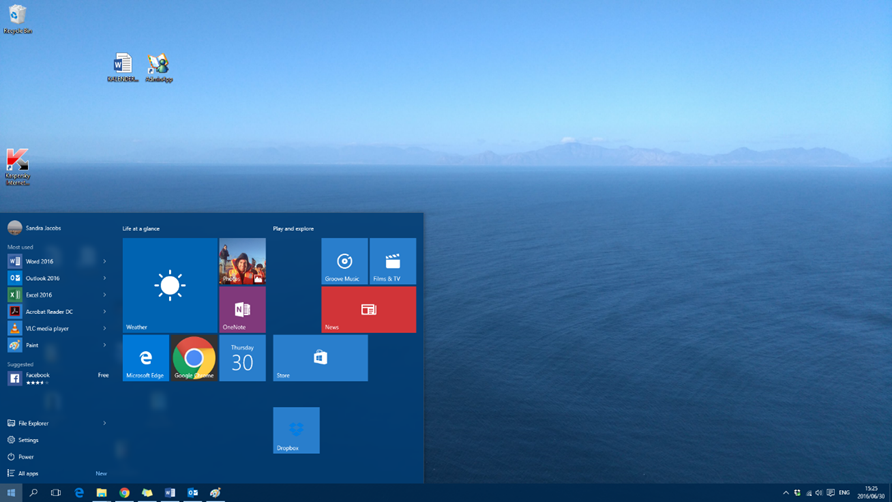 Recycle Bin
KALENDER...
AdminApp
Kaspersky
Sandra Jacobs
Most used
Word 2016
Outlook 2016
Excel 2016
Acrobat Reader DC
VLC media player
Paint
Suggested
Facebook
Free
File Explorer
Settings
Power
All apps
New
Life at a glance
Weather
Photos
OneNote
Microsoft Edge
Google Chrome
Thursday
30
Play and explore
Groove Music
Films & TV
News
Store
Dropbox
ENG
15:25
2016/06/30